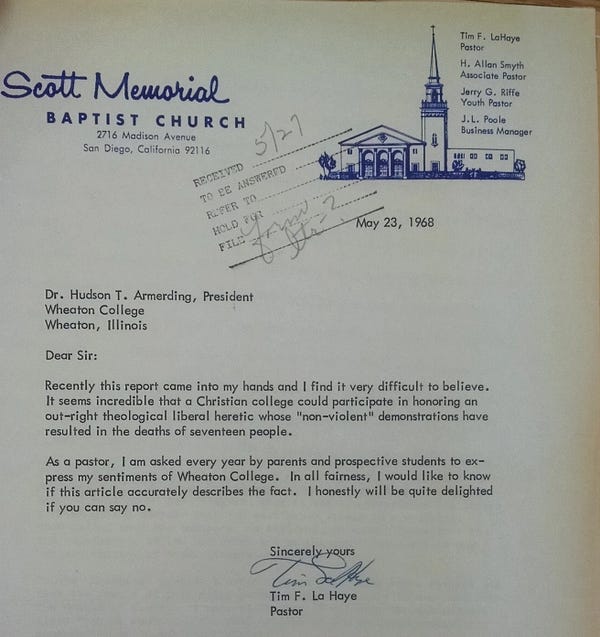 Scott Memorial
BAPTIST CHURCH
2716 Madison Avenue
San Diego, California 92116
Tim F. LaHaye
Pastor
H. Allan Smyth
Associate Pastor
Jerry G. Riffe
Youth Pastor
J.L. Poole
Business Manager
RECEIVED 5/27
TO BE ANSWERED
REFER TO
HOLD FOR
FILE
May 23, 1968
Dr. Hudson T. Armerding, President
Wheaton College
Wheaton, Illinois
Dear Sir:
Recently this report came into my hands and I find it very difficult to believe.
It seems incredible that a Christian college could participate in honoring an
out-right theological liberal heretic whose "non-violent" demonstrations have
resulted in the deaths of seventeen people.
As a pastor, I am asked every year by parents and prospective students to ex-
press my sentiments of Wheaton College. In all fairness, I would like to know
if this article accurately describes the fact. I honestly will be quite delighted
if you can say no.
Sincerely yours
Tim LaHaye
Tim F. La Haye
Pastor